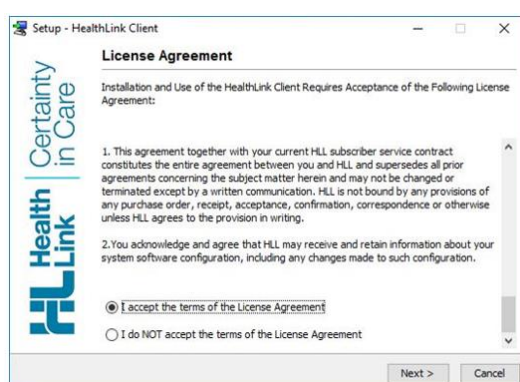 Setup - HealthLink Client
License Agreement
Installation and Use of the HealthLink Client Requires Acceptance of the Following License
Agreement:
1. This agreement together with your current HLL subscriber service contract
constitutes the entire agreement between you and HLL and supersedes all prior
agreements concerning the subject matter herein and may not be changed or
terminated except by a written communication. HLL is not bound by any provisions of
any purchase order, receipt, acceptance, confirmation, correspondence or otherwise
unless HLL agrees to the provision in writing.
2.You acknowledge and agree that HLL may receive and retain information about your
system software configuration, including any changes made to such configuration.
I accept the terms of the License Agreement
I do NOT accept the terms of the License Agreement
Next >
Cancel
Health
Link
Certainty
in Care